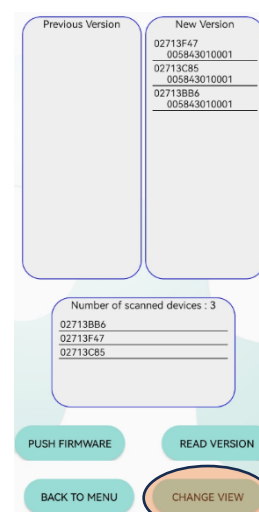 Previous Version
New Version
02713F47
005843010001
02713C85
005843010001
02713BB6
005843010001
Number of scanned devices : 3
02713BB6
02713F47
02713C85
PUSH FIRMWARE
READ VERSION
BACK TO MENU
CHANGE VIEW